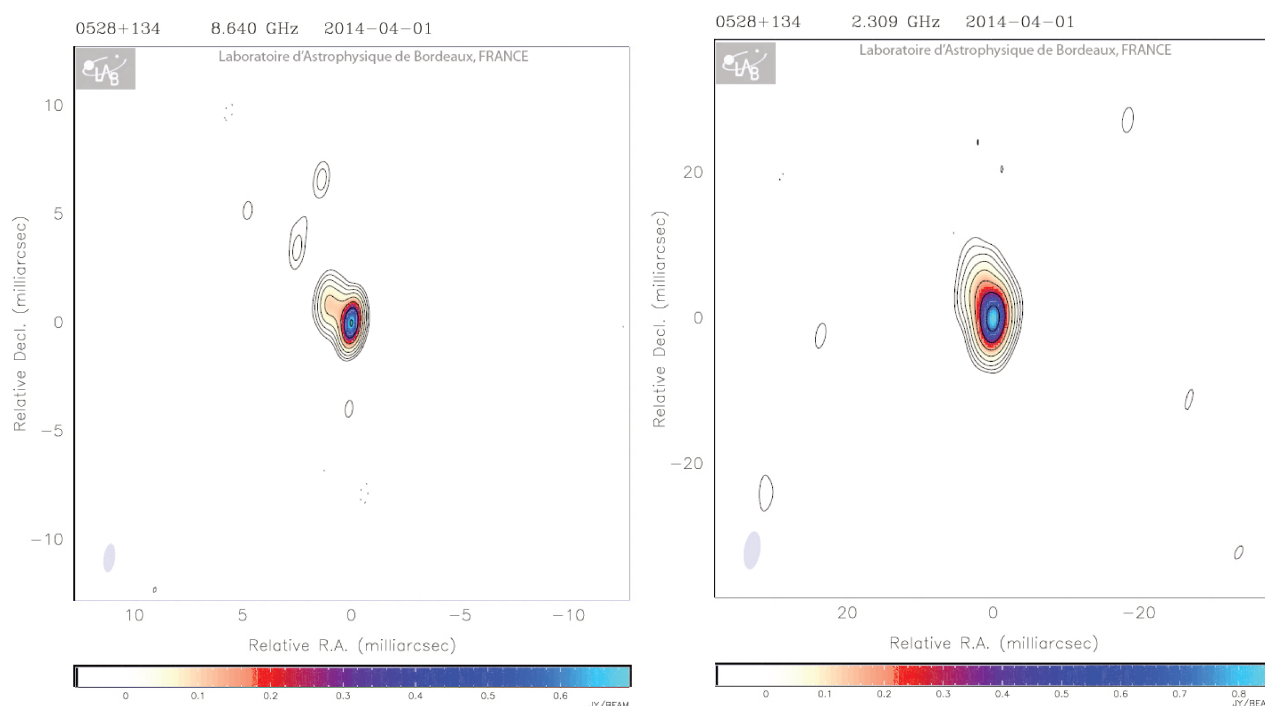 0528+134 8.640 GHz 2014-04-01
Laboratoire d'Astrophysique de Bordeaux, FRANCE
LAB
10
5
0
-5
-10
Relative Decl. (milliarcsec)
10 5 0 -5 -10
Relative R.A. (milliarcsec)
0 0.1 0.2 0.3 0.4 0.5 0.6
JY/BEAM
0528+134 2.309 GHz 2014-04-01
Laboratoire d'Astrophysique de Bordeaux, FRANCE
LAB
20
0
-20
Relative Decl. (milliarcsec)
20 0 -20
Relative R.A. (milliarcsec)
0 0.1 0.2 0.3 0.4 0.5 0.6 0.7 0.8